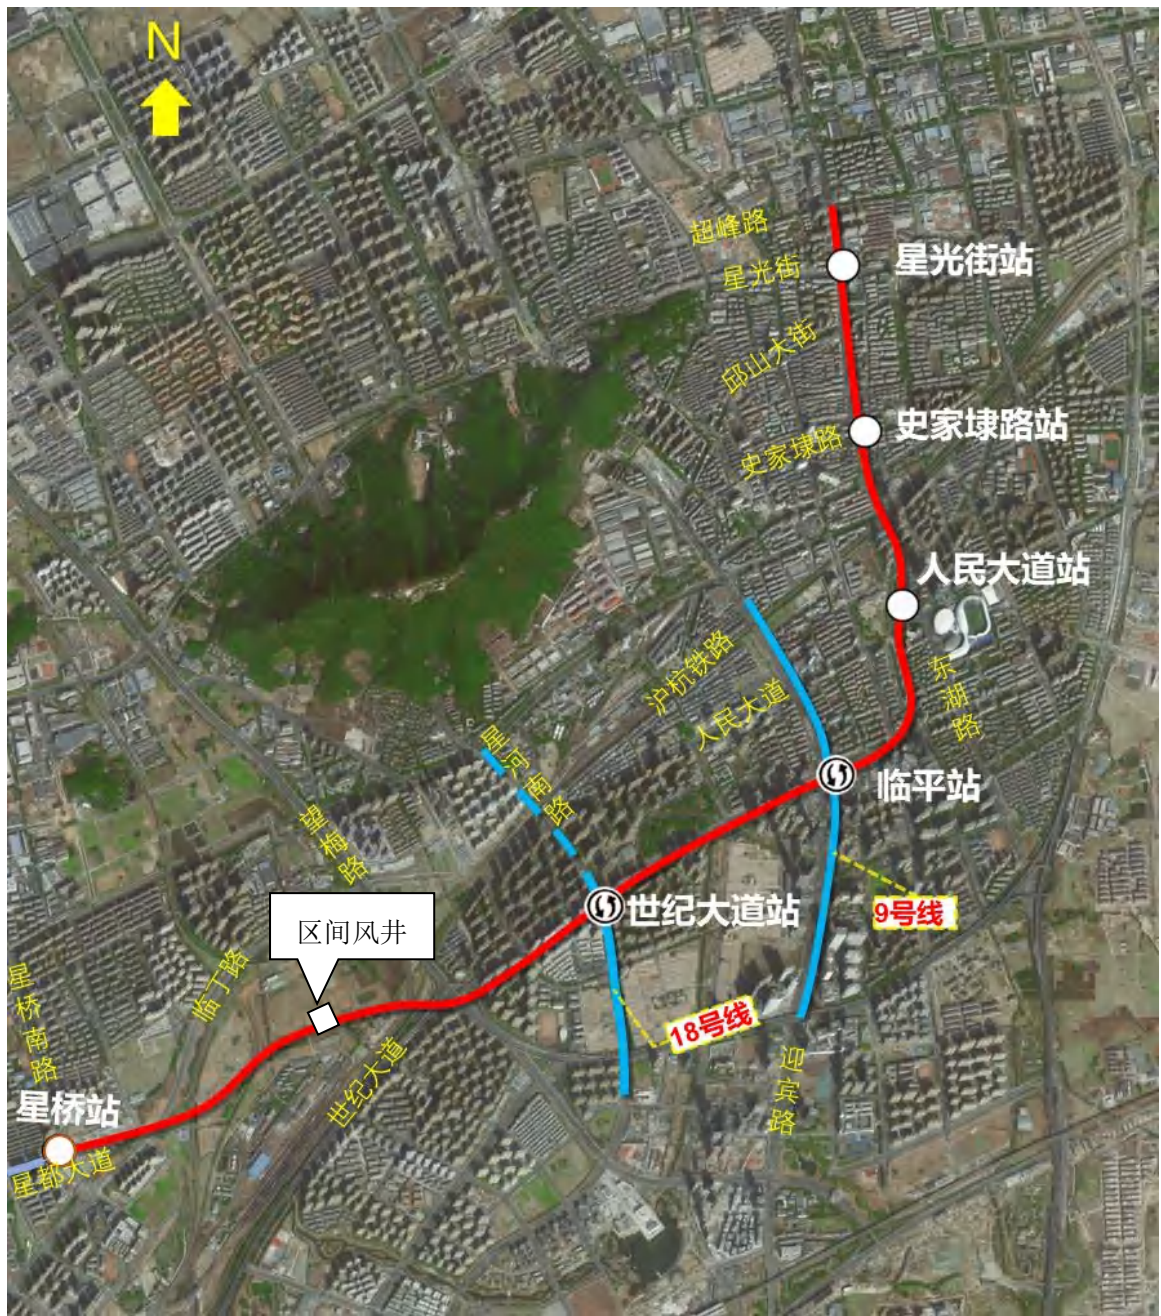 N
超峰路
星光街
星光街站
邱山大街
史家埭路
史家埭路站
人民大道站
沪杭铁路
人民大道
东湖路
星河南路
临平站
望梅路
世纪大道站
9号线
区间风井
星桥南路
临丁路
18号线
世纪大道
迎宾路
星桥站
星都大道